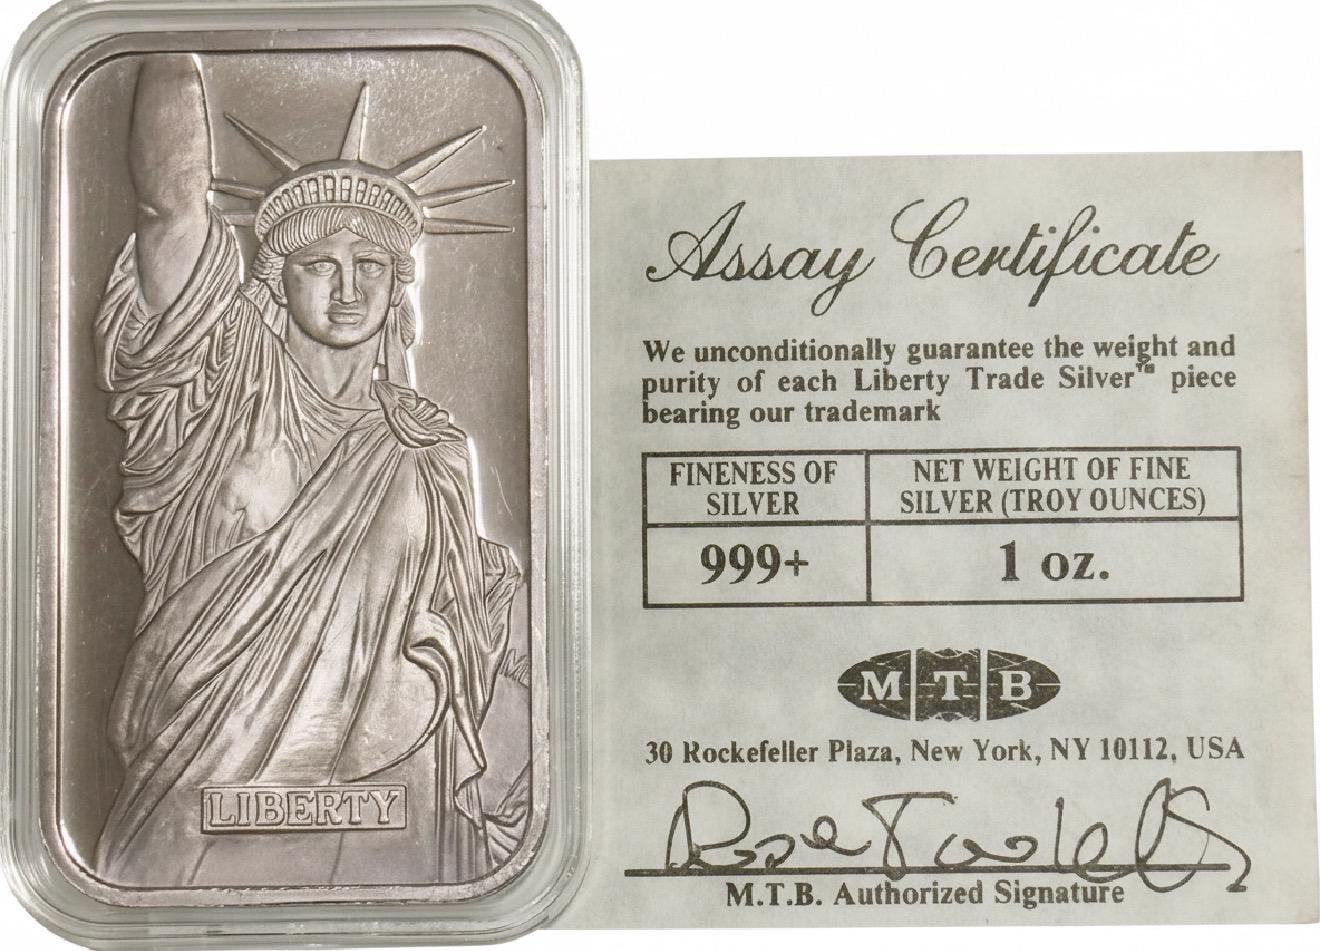 LIBERTY
Assay Certificate
We unconditionally guarantee the weight and
purity of each Liberty Trade Silver™ piece
bearing our trademark
FINENESS OF
SILVER
NET WEIGHT OF FINE
SILVER (TROY OUNCES)
999+
1 oz.
M T B
30 Rockefeller Plaza, New York, NY 10112, USA
M.T.B. Authorized Signature